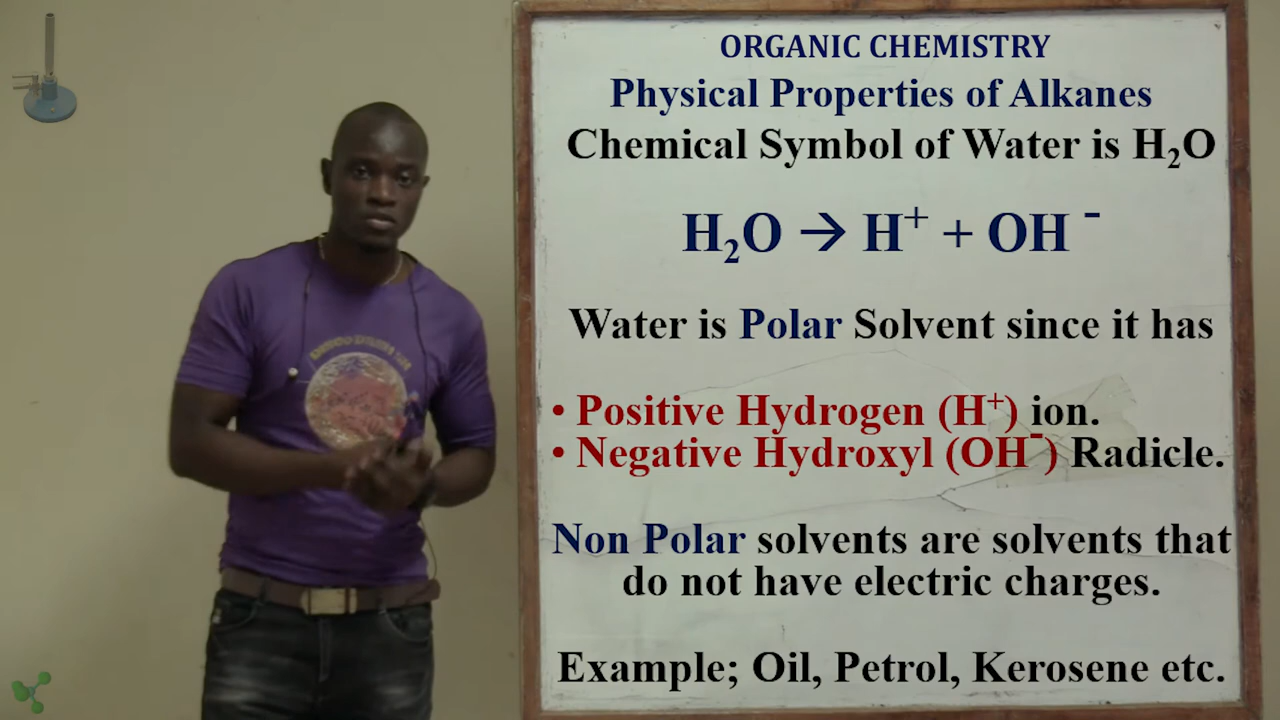 ORGANIC CHEMISTRY
Physical Properties of Alkanes
Chemical Symbol of Water is H₂O
H₂O → H⁺ + OH⁻
Water is Polar Solvent since it has
• Positive Hydrogen (H⁺) ion.
• Negative Hydroxyl (OH⁻) Radicle.
Non Polar solvents are solvents that
do not have electric charges.
Example; Oil, Petrol, Kerosene etc.